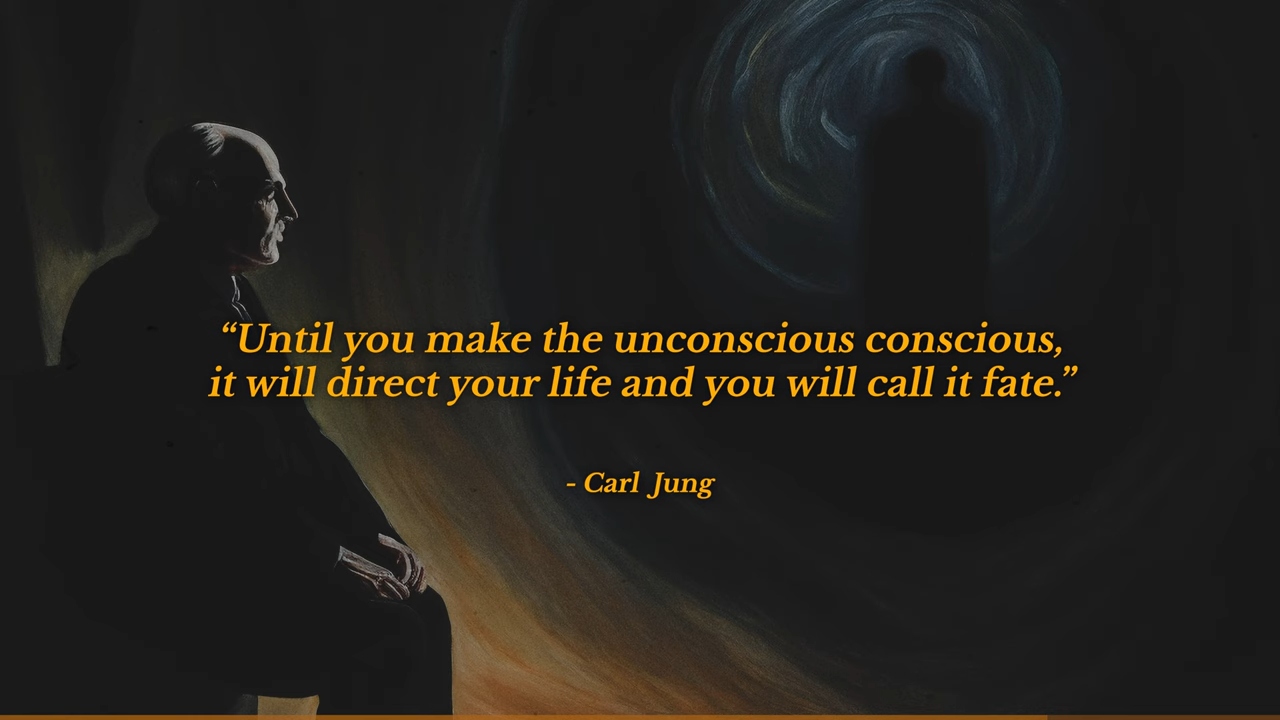 “Until you make the unconscious conscious,
it will direct your life and you will call it fate.”
- Carl Jung